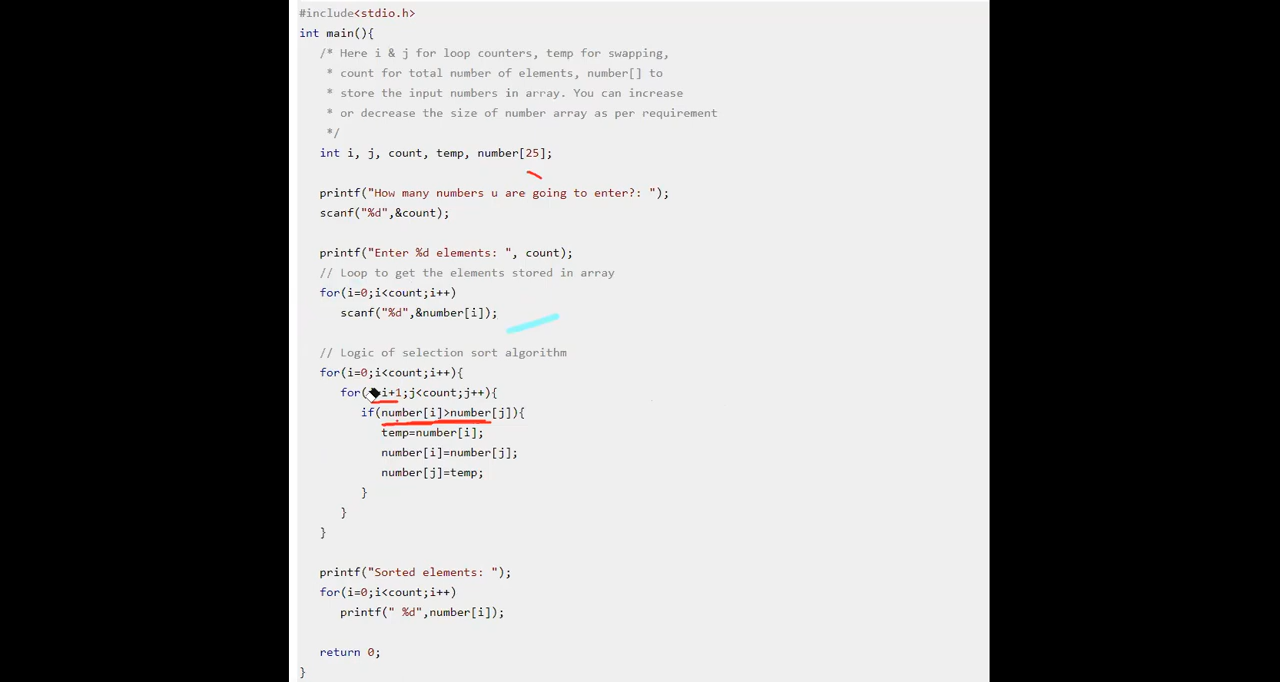 #include<stdio.h>
int main(){
/* Here i & j for loop counters, temp for swapping,
* count for total number of elements, number[] to
* store the input numbers in array. You can increase
* or decrease the size of number array as per requirement
*/
int i, j, count, temp, number[25];
printf("How many numbers u are going to enter?: ");
scanf("%d",&count);
printf("Enter %d elements: ", count);
// Loop to get the elements stored in array
for(i=0;i<count;i++)
scanf("%d",&number[i]);
// Logic of selection sort algorithm
for(i=0;i<count;i++){
for( i+1;j<count;j++){
if(number[i]>number[j]){
temp=number[i];
number[i]=number[j];
number[j]=temp;
}
}
}
printf("Sorted elements: ");
for(i=0;i<count;i++)
printf(" %d",number[i]);
return 0;
}